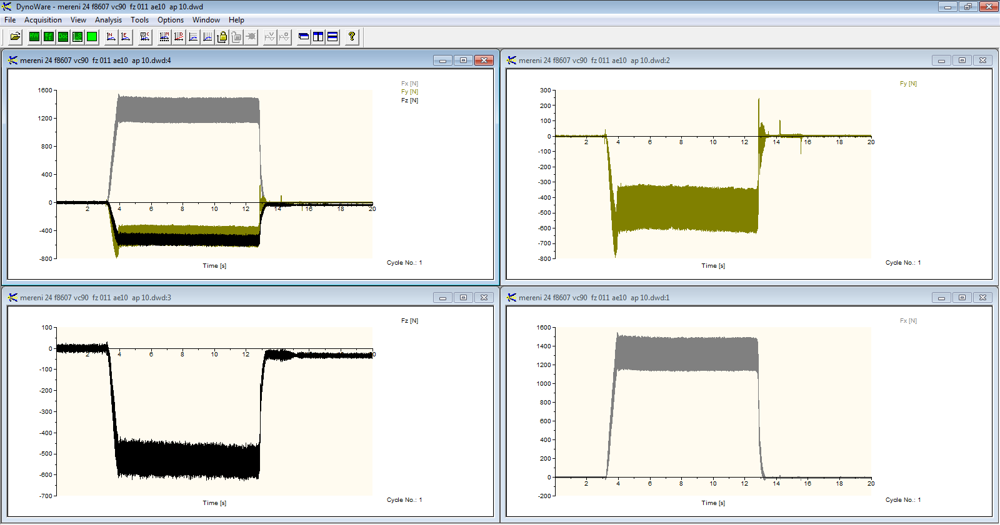 DynoWare - mereni 24 f8607 vc90  fz 011 ae10  ap 10.dwd
File Acquisition View Analysis Tools Options Window Help
mereni 24 f8607 vc90  fz 011 ae10  ap 10.dwd:4
Fx [N]
Fy [N]
Fz [N]
1600
1200
800
400
0
-400
-800
2 4 6 8 10 12 14 16 18 20
Time [s]
Cycle No.: 1
mereni 24 f8607 vc90  fz 011 ae10  ap 10.dwd:2
Fy [N]
300
200
100
0
-100
-200
-300
-400
-500
-600
-700
-800
2 4 6 8 10 12 14 16 18 20
Time [s]
Cycle No.: 1
mereni 24 f8607 vc90  fz 011 ae10  ap 10.dwd:3
Fz [N]
100
0
-100
-200
-300
-400
-500
-600
-700
2 4 6 8 10 12 0
Time [s]
Cycle No.: 1
mereni 24 f8607 vc90  fz 011 ae10  ap 10.dwd:1
Fx [N]
1600
1400
1200
1000
800
600
400
200
0
-200
2 4 6 8 10 12 14 16 18 20
Time [s]
Cycle No.: 1